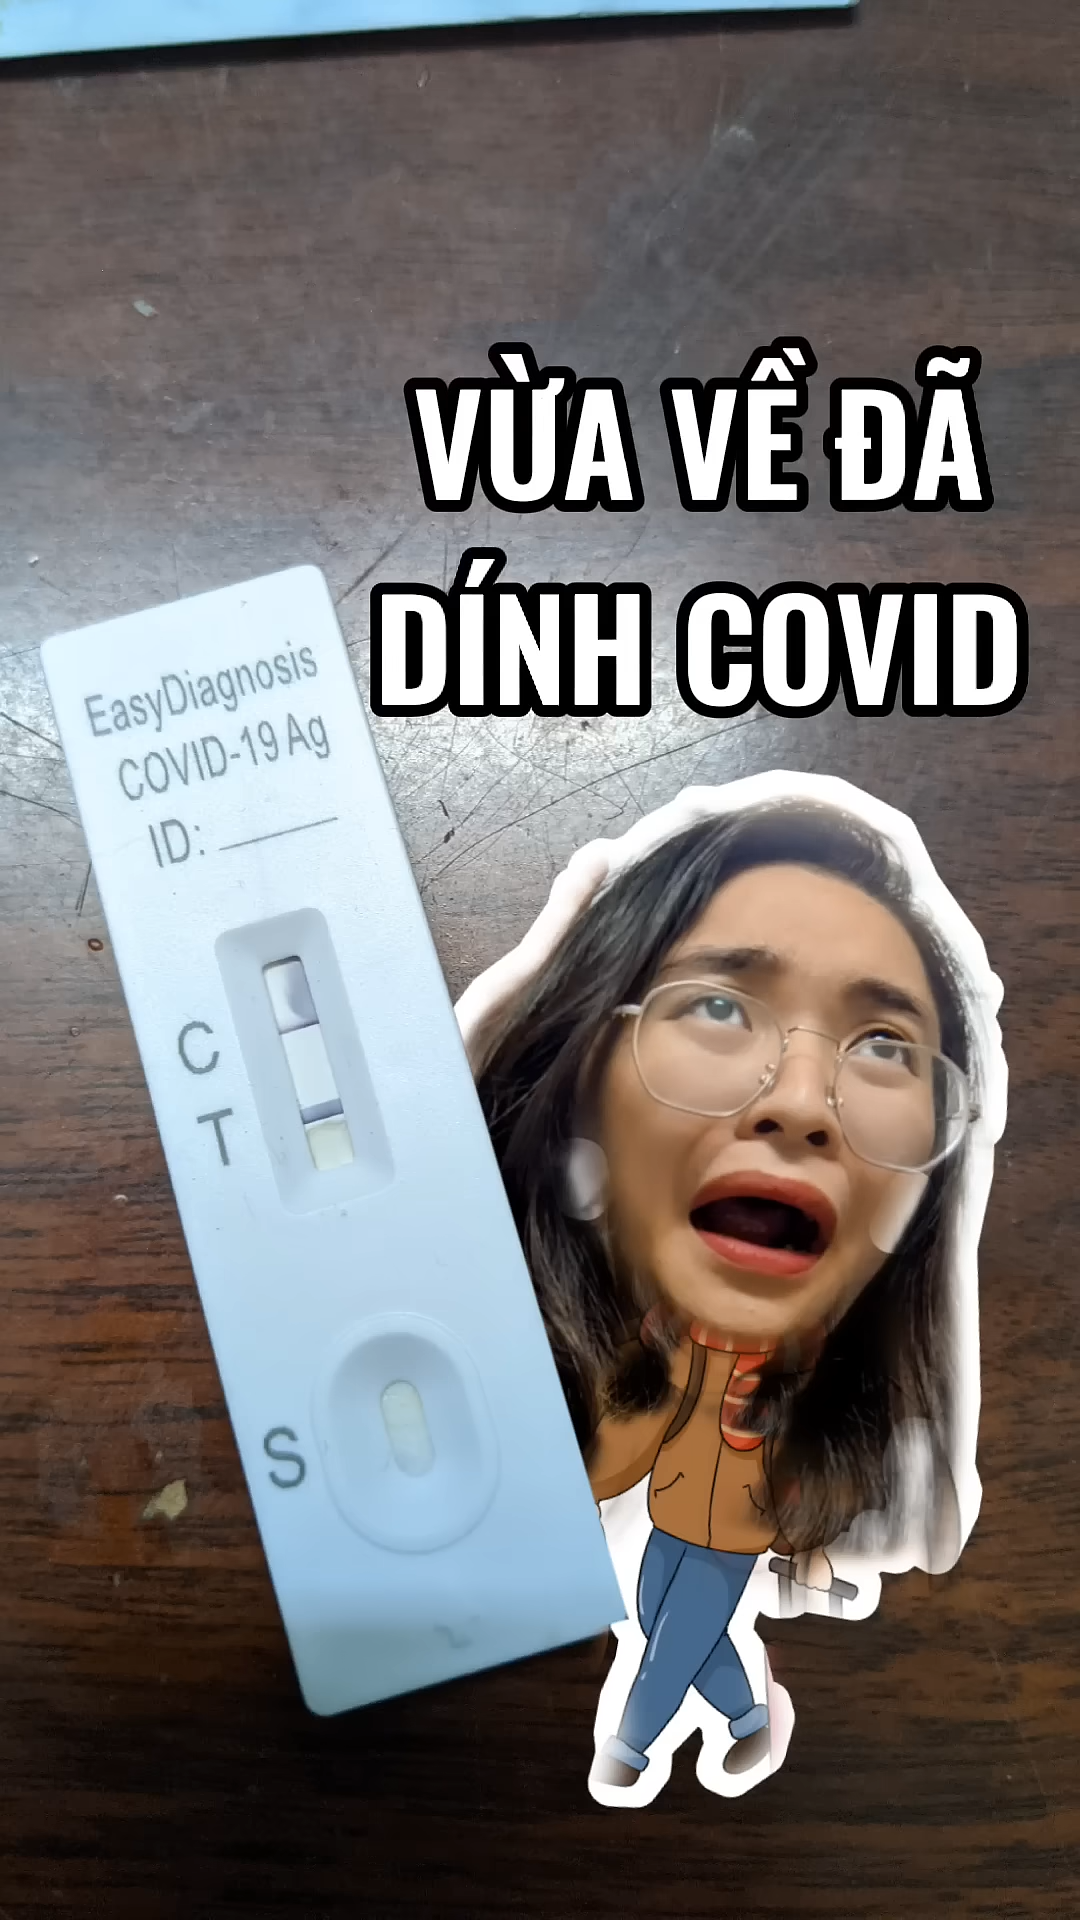 VỪA VỀ ĐÃ
DÍNH COVID
EasyDiagnosis
COVID-19 Ag
ID:
C
T
S